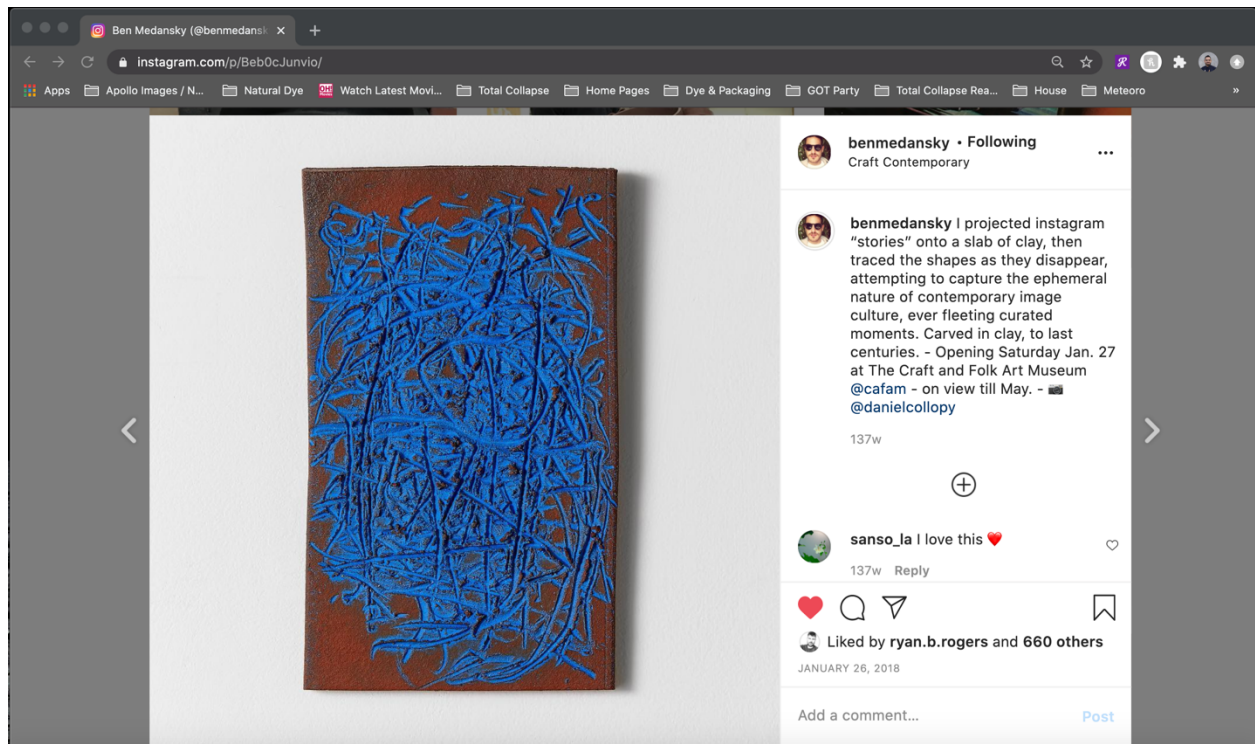 Ben Medansky (@benmedansk
instagram.com/p/Beb0cJunvio/
Apps Apollo Images / N... Natural Dye Watch Latest Movi... Total Collapse Home Pages Dye & Packaging GOT Party Total Collapse Rea... House Meteoro »
benmedansky • Following
Craft Contemporary
benmedansky I projected instagram
“stories” onto a slab of clay, then
traced the shapes as they disappear,
attempting to capture the ephemeral
nature of contemporary image
culture, ever fleeting curated
moments. Carved in clay, to last
centuries. - Opening Saturday Jan. 27
at The Craft and Folk Art Museum
@cafam - on view till May. - 📷
@danielcollopy
137w
sanso_la I love this ❤️
137w Reply
Liked by ryan.b.rogers and 660 others
JANUARY 26, 2018
Add a comment... Post